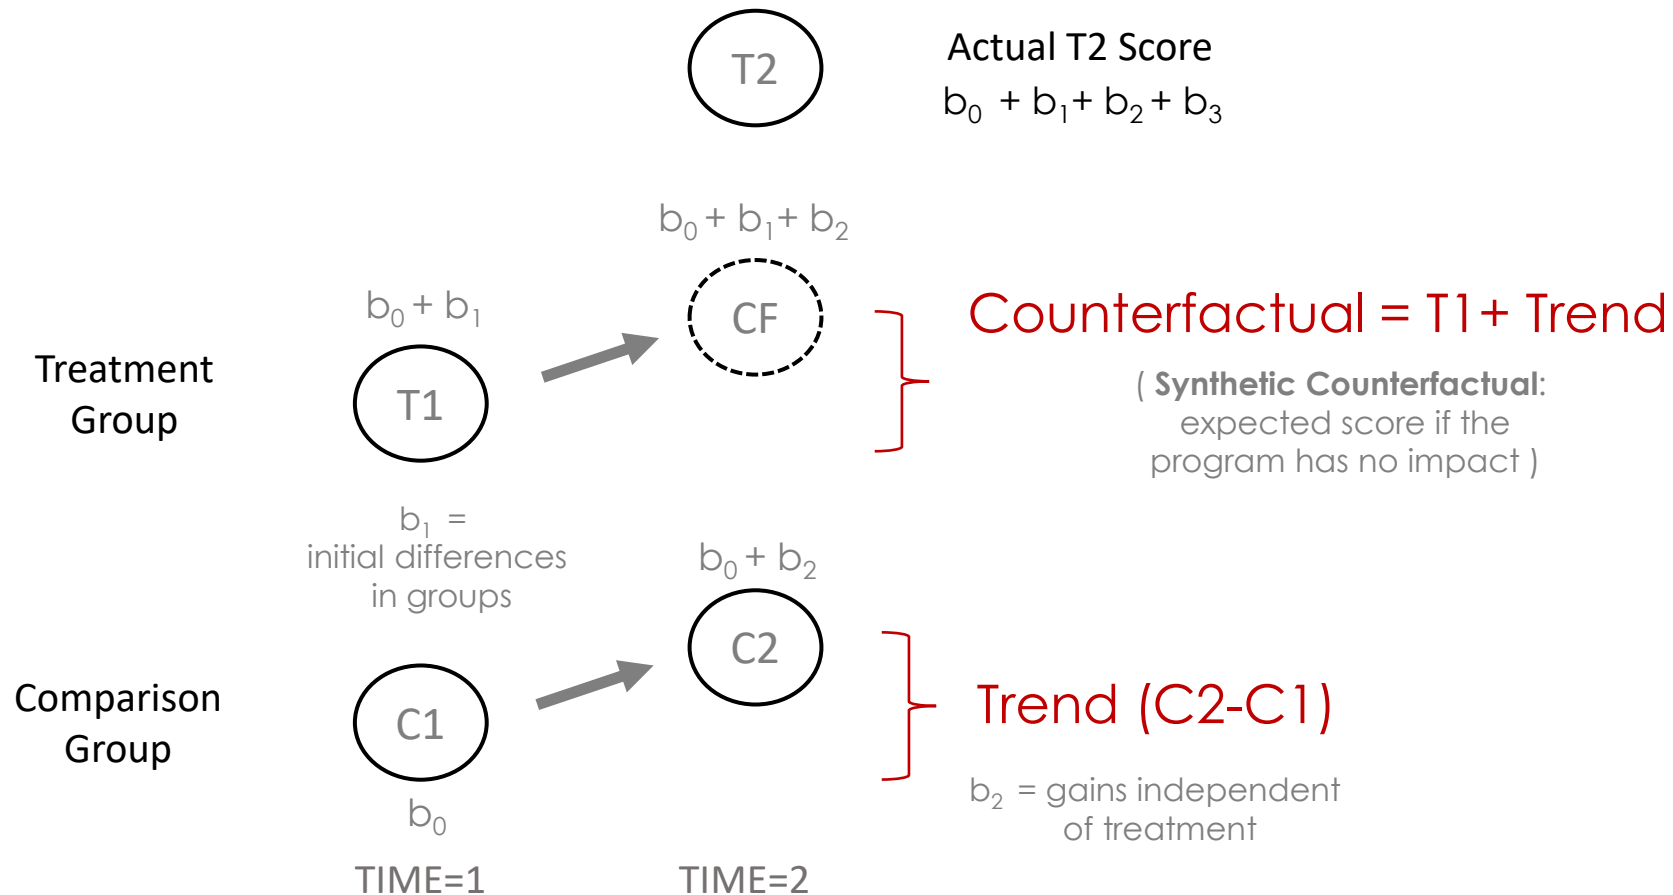 T2
Actual T2 Score
b₀ + b₁+ b₂ + b₃
b₀ + b₁+ b₂
b₀ + b₁
CF
Counterfactual = T1+ Trend
Treatment
Group
T1
( Synthetic Counterfactual:
expected score if the
program has no impact )
b₁ =
initial differences
in groups
b₀ + b₂
C2
Comparison
Group
C1
Trend (C2-C1)
b₂ = gains independent
of treatment
b₀
TIME=1
TIME=2